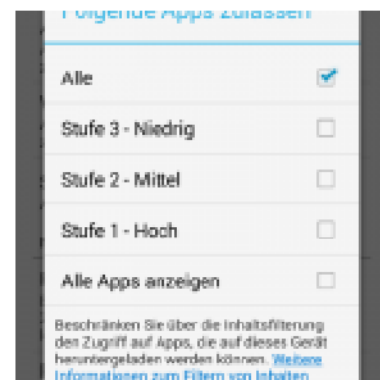 Folgende Apps zulassen
Alle
Stufe 3 - Niedrig
Stufe 2 - Mittel
Stufe 1 - Hoch
Alle Apps anzeigen
Beschränken Sie über die Inhaltsfilterung
den Zugriff auf Apps, die auf dieses Gerät
heruntergeladen werden können. Weitere
Informationen zum Filtern von Inhalten